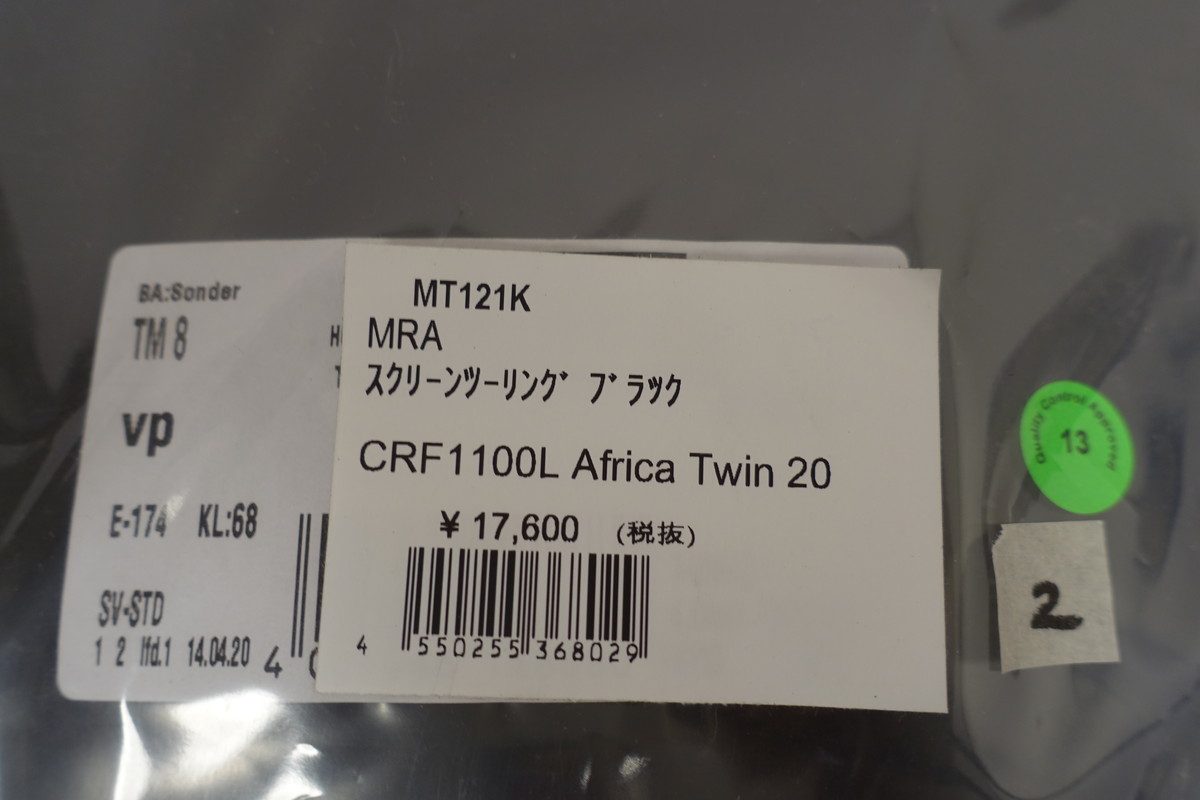 BA:Sonder
TM 8
vp
E-174 KL:68
SV-STD
1 2 lfd.1 14.04.20
4
MT121K
MRA
ｽｸﾘｰﾝﾂｰﾘﾝｸﾞ ﾌﾞﾗｯｸ
CRF1100L Africa Twin 20
¥ 17,600 (税抜)
4 550255 368029
Quality Control Approved
13
2